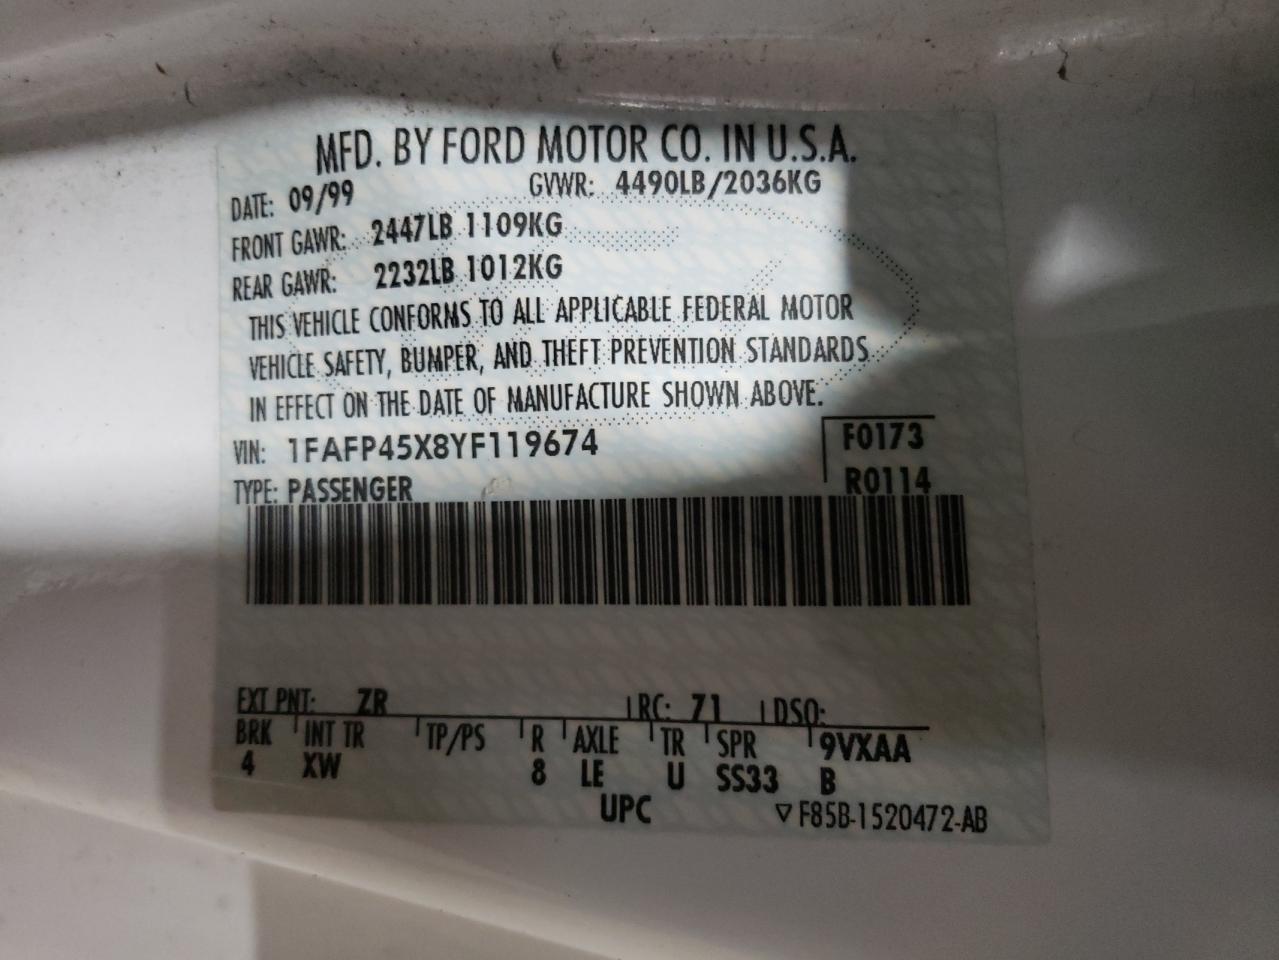 MFD. BY FORD MOTOR CO. IN U.S.A.
DATE: 09/99 GVWR: 4490LB/2036KG
FRONT GAWR: 2447LB 1109KG
REAR GAWR: 2232LB 1012KG
THIS VEHICLE CONFORMS TO ALL APPLICABLE FEDERAL MOTOR
VEHICLE SAFETY, BUMPER, AND THEFT PREVENTION STANDARDS
IN EFFECT ON THE DATE OF MANUFACTURE SHOWN ABOVE.
VIN: 1FAFP45X8YF119674 F0173
TYPE: PASSENGER R0114
EXT PNT: ZR RC: 71 DSO:
BRK INT TR TP/PS R AXLE TR SPR 9VXAA
4 XW 8 LE U SS33 B
UPC ▽ F85B-1520472-AB